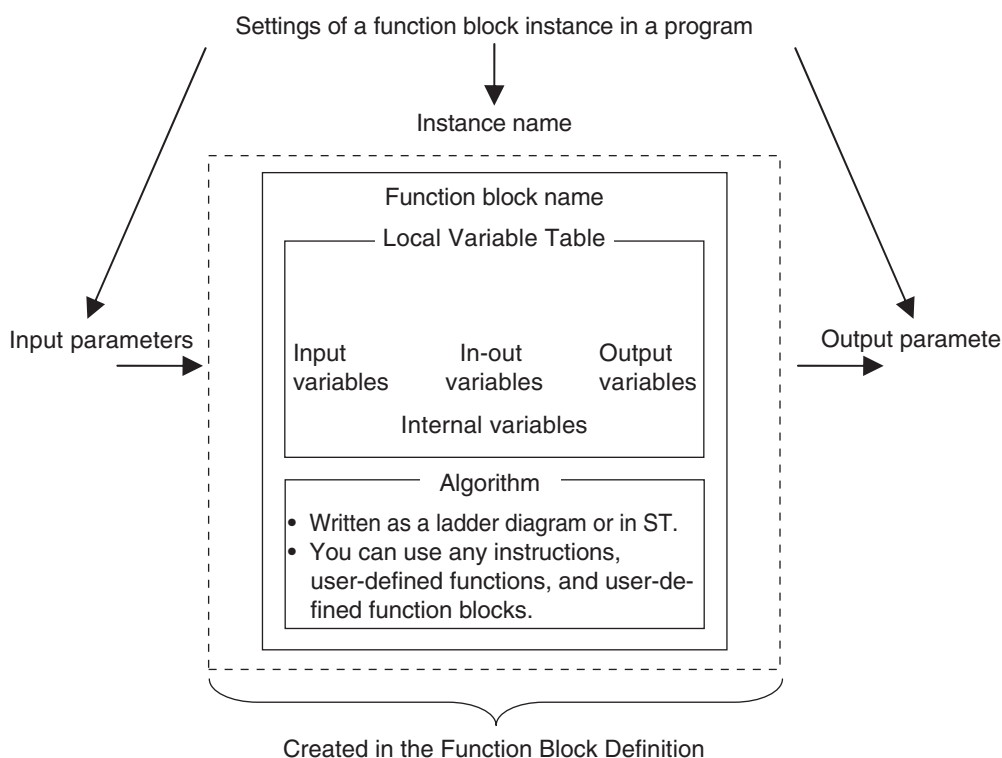 Settings of a function block instance in a program
Instance name
Function block name
Local Variable Table
Input parameters
Output paramete
Input
variables
In-out
variables
Output
variables
Internal variables
Algorithm
• Written as a ladder diagram or in ST.
• You can use any instructions,
user-defined functions, and user-de-
fined function blocks.
Created in the Function Block Definition